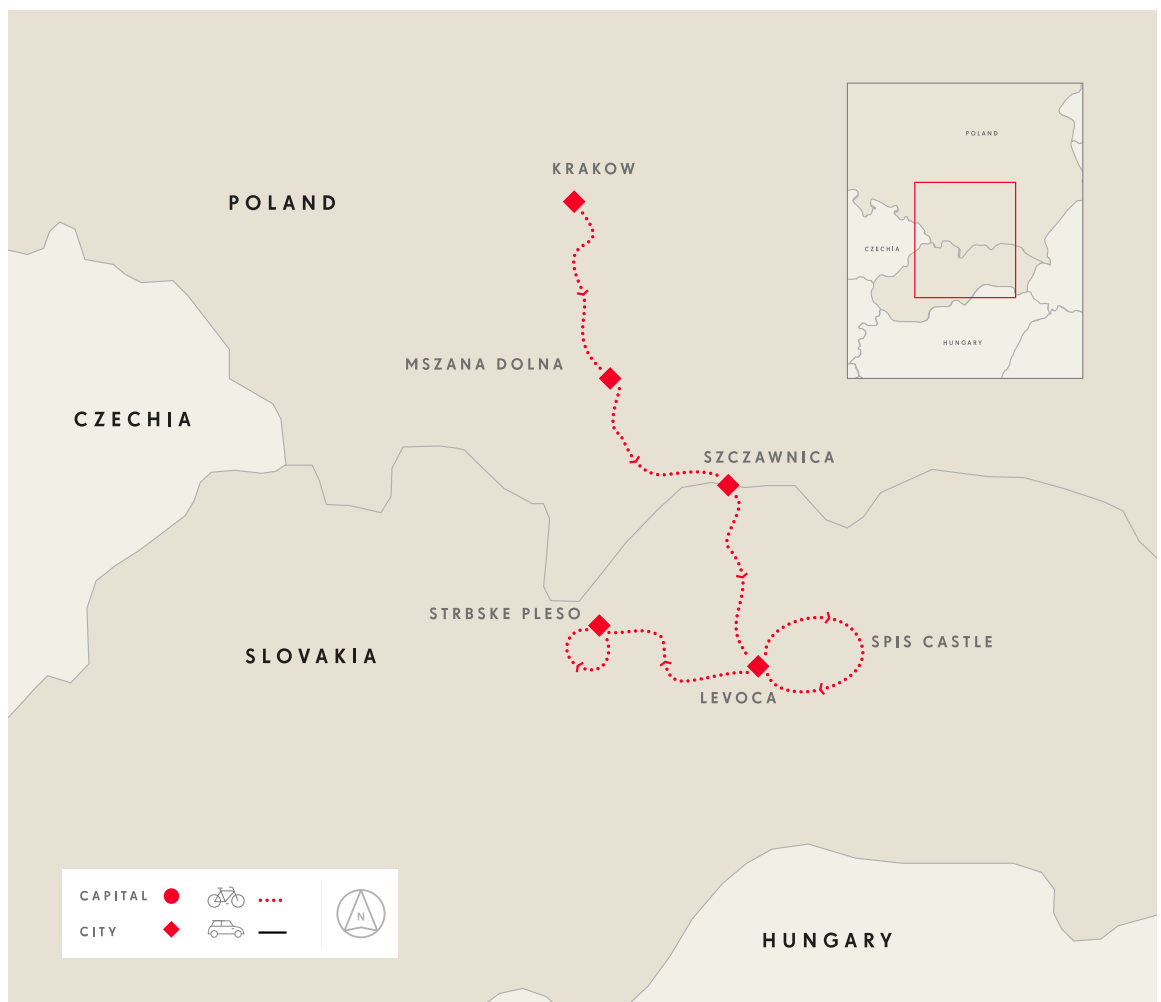 POLAND
KRAKOW
POLAND
CZECHIA
HUNGARY
MSZANA DOLNA
CZECHIA
SZCZAWNICA
STRBSKE PLESO
SPIS CASTLE
SLOVAKIA
LEVOCA
CAPITAL
CITY
N
HUNGARY